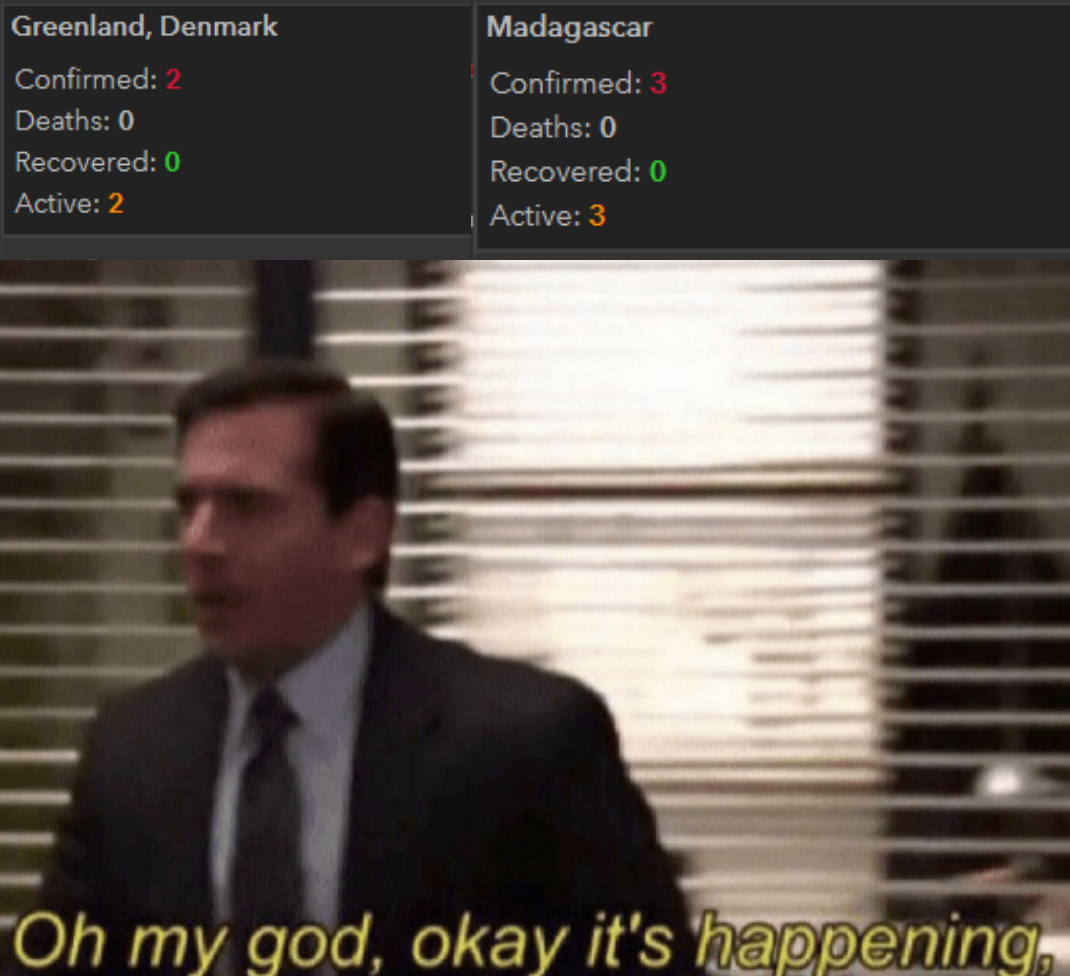 Greenland, Denmark
Confirmed: 2
Deaths: 0
Recovered: 0
Active: 2
Madagascar
Confirmed: 3
Deaths: 0
Recovered: 0
Active: 3
Oh my god, okay it's happening,